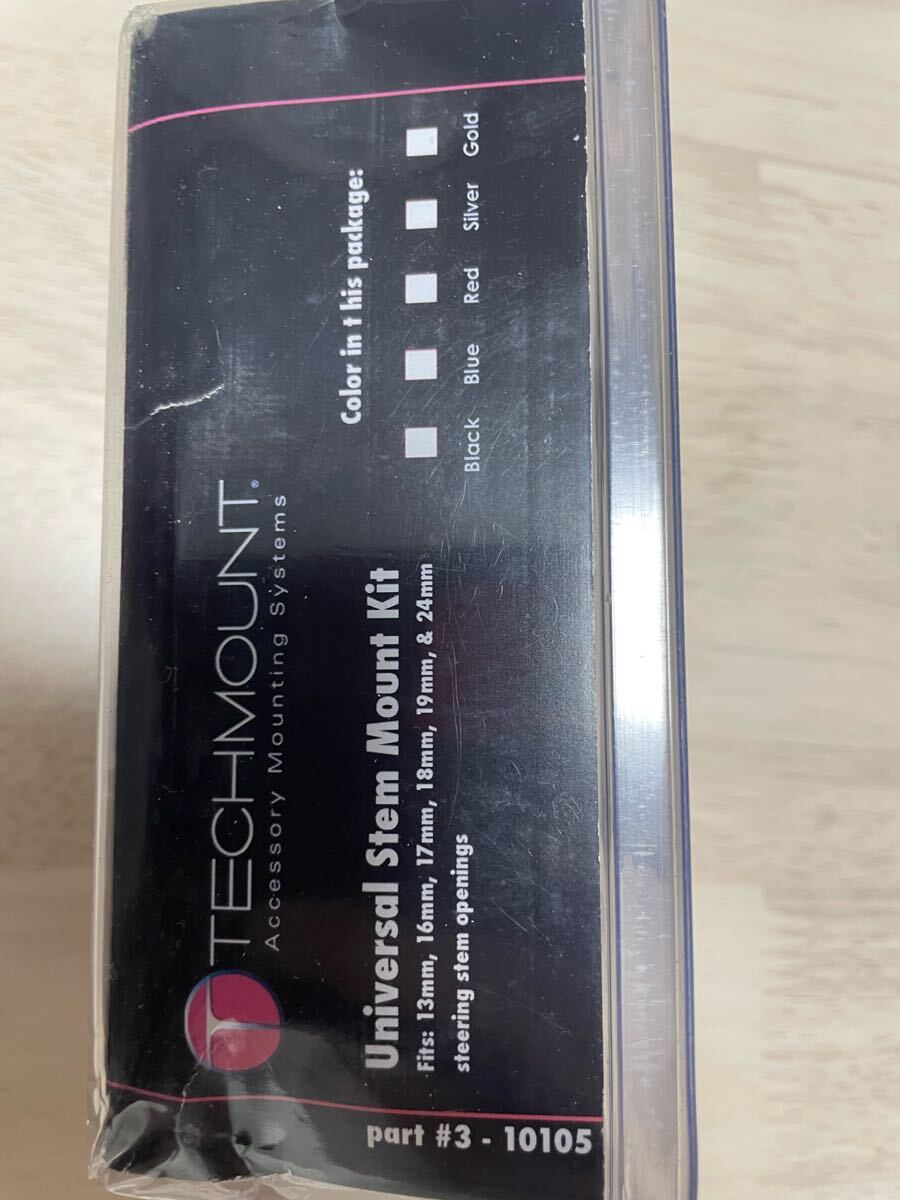 TECHMOUNT®
Accessory Mounting Systems
Color in t his package:
Black Blue Red Silver Gold
Universal Stem Mount Kit
Fits: 13mm, 16mm, 17mm, 18mm, 19mm, & 24mm
steering stem openings
part #3 - 10105